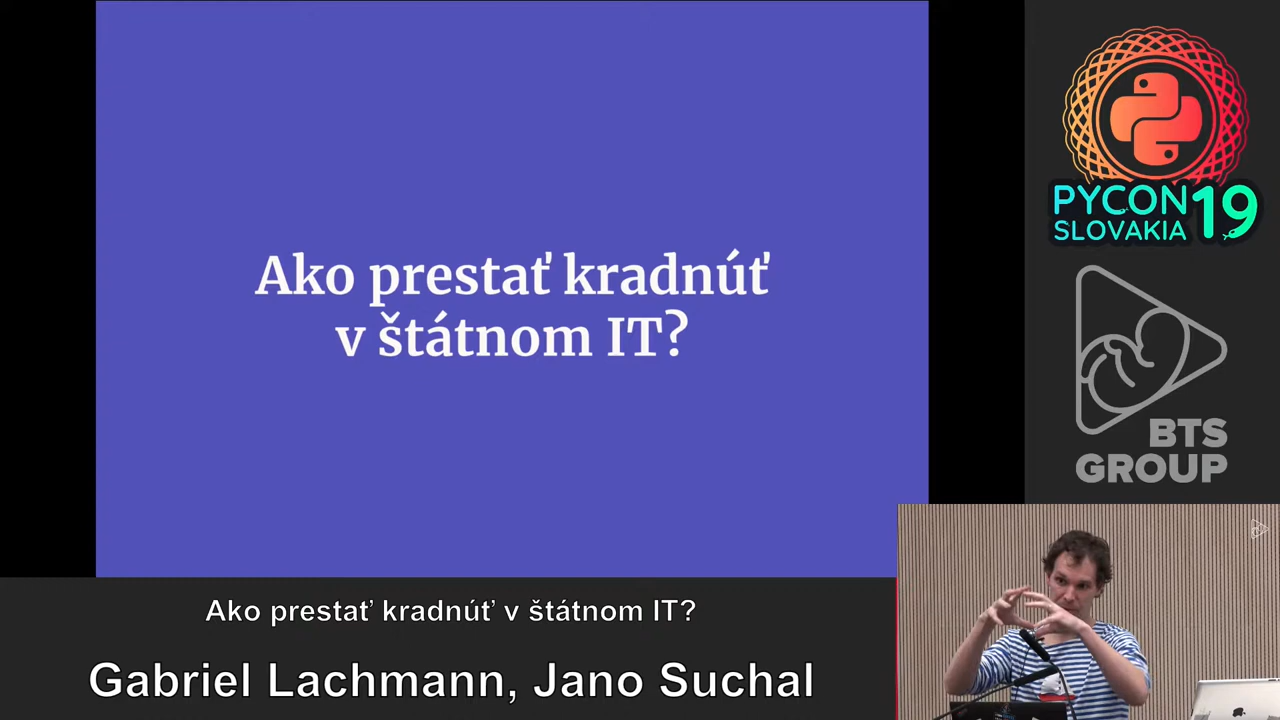 Ako prestať kradnúť
v štátnom IT?
PYCON 19
SLOVAKIA
BTS
GROUP
Ako prestať kradnúť v štátnom IT?
Gabriel Lachmann, Jano Suchal